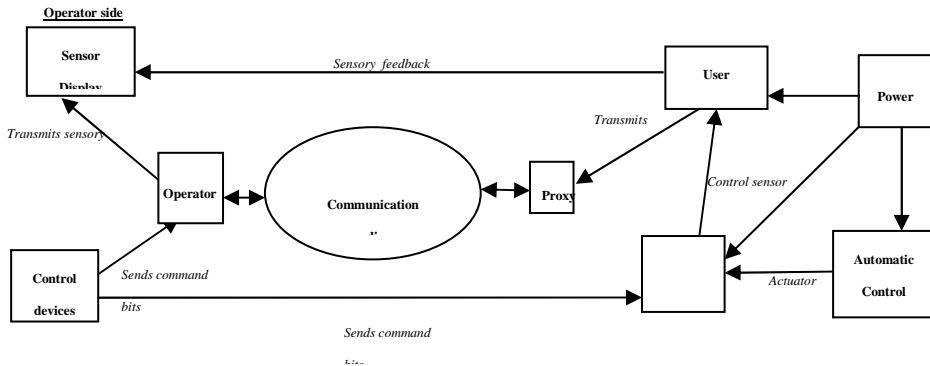 Operator side
Sensor
Display
Sensory feedback
User
Power
Transmits sensory
Transmits
Operator
Communication
Proxy
Control sensor
Control
devices
Sends command
bits
Actuator
Automatic
Control
Sends command